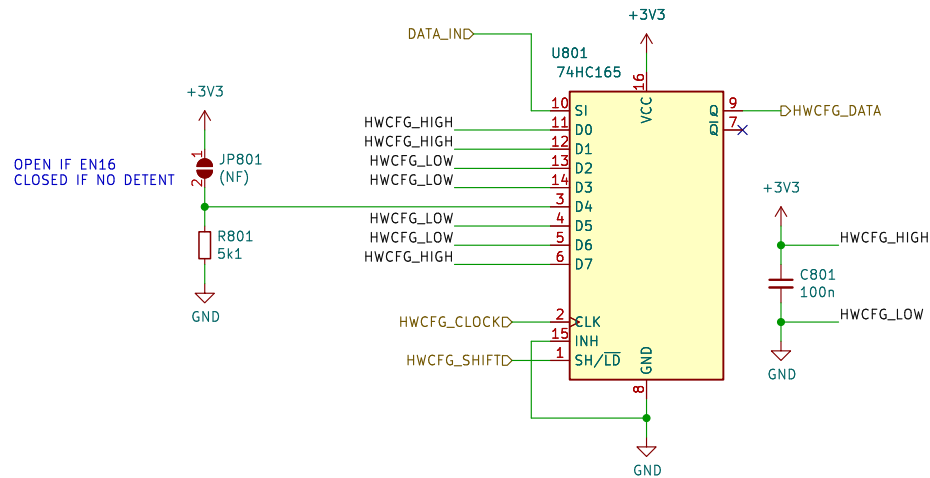 +3V3
DATA_IN
U801
74HC165
16
VCC
10
SI
Q
9
HWCFG_DATA
HWCFG_HIGH
11
D0
Q
7
HWCFG_HIGH
12
D1
HWCFG_LOW
13
D2
HWCFG_LOW
14
D3
3
D4
HWCFG_LOW
4
D5
HWCFG_LOW
5
D6
HWCFG_HIGH
6
D7
HWCFG_CLOCK
2
CLK
15
INH
HWCFG_SHIFT
1
SH/LD
GND
8
GND
+3V3
1
JP801
2
(NF)
OPEN IF EN16
CLOSED IF NO DETENT
R801
5k1
GND
+3V3
HWCFG_HIGH
C801
100n
HWCFG_LOW
GND